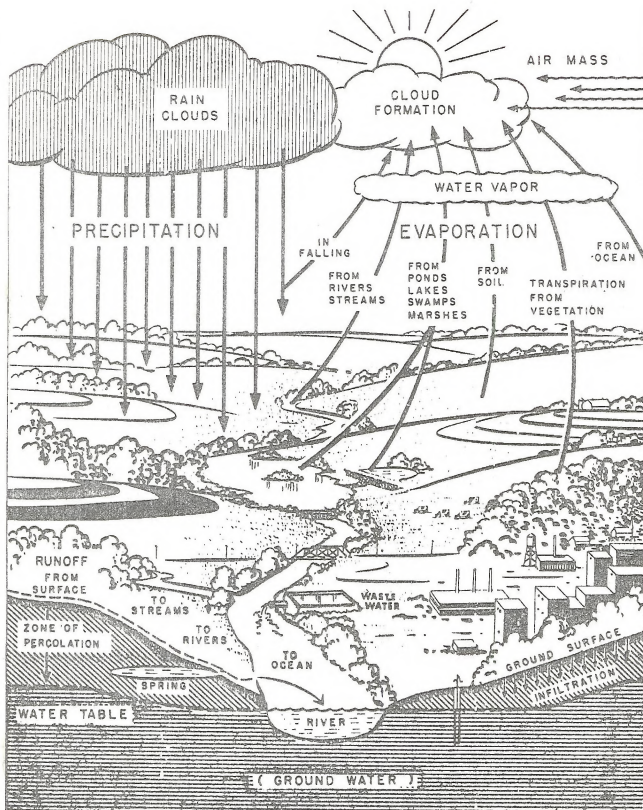 AIR MASS
RAIN
CLOUDS
CLOUD
FORMATION
WATER VAPOR
PRECIPITATION
EVAPORATION
IN
FALLING
FROM
RIVERS
STREAMS
FROM
PONDS
LAKES
SWAMPS
MARSHES
FROM
SOIL
TRANSPIRATION
FROM
VEGETATION
FROM
OCEAN
RUNOFF
FROM
SURFACE
TO
STREAMS
TO
RIVERS
WASTE
WATER
TO
OCEAN
ZONE OF
PERCOLATION
SPRING
WATER TABLE
RIVER
GROUND SURFACE
INFILTRATION
( GROUND WATER )